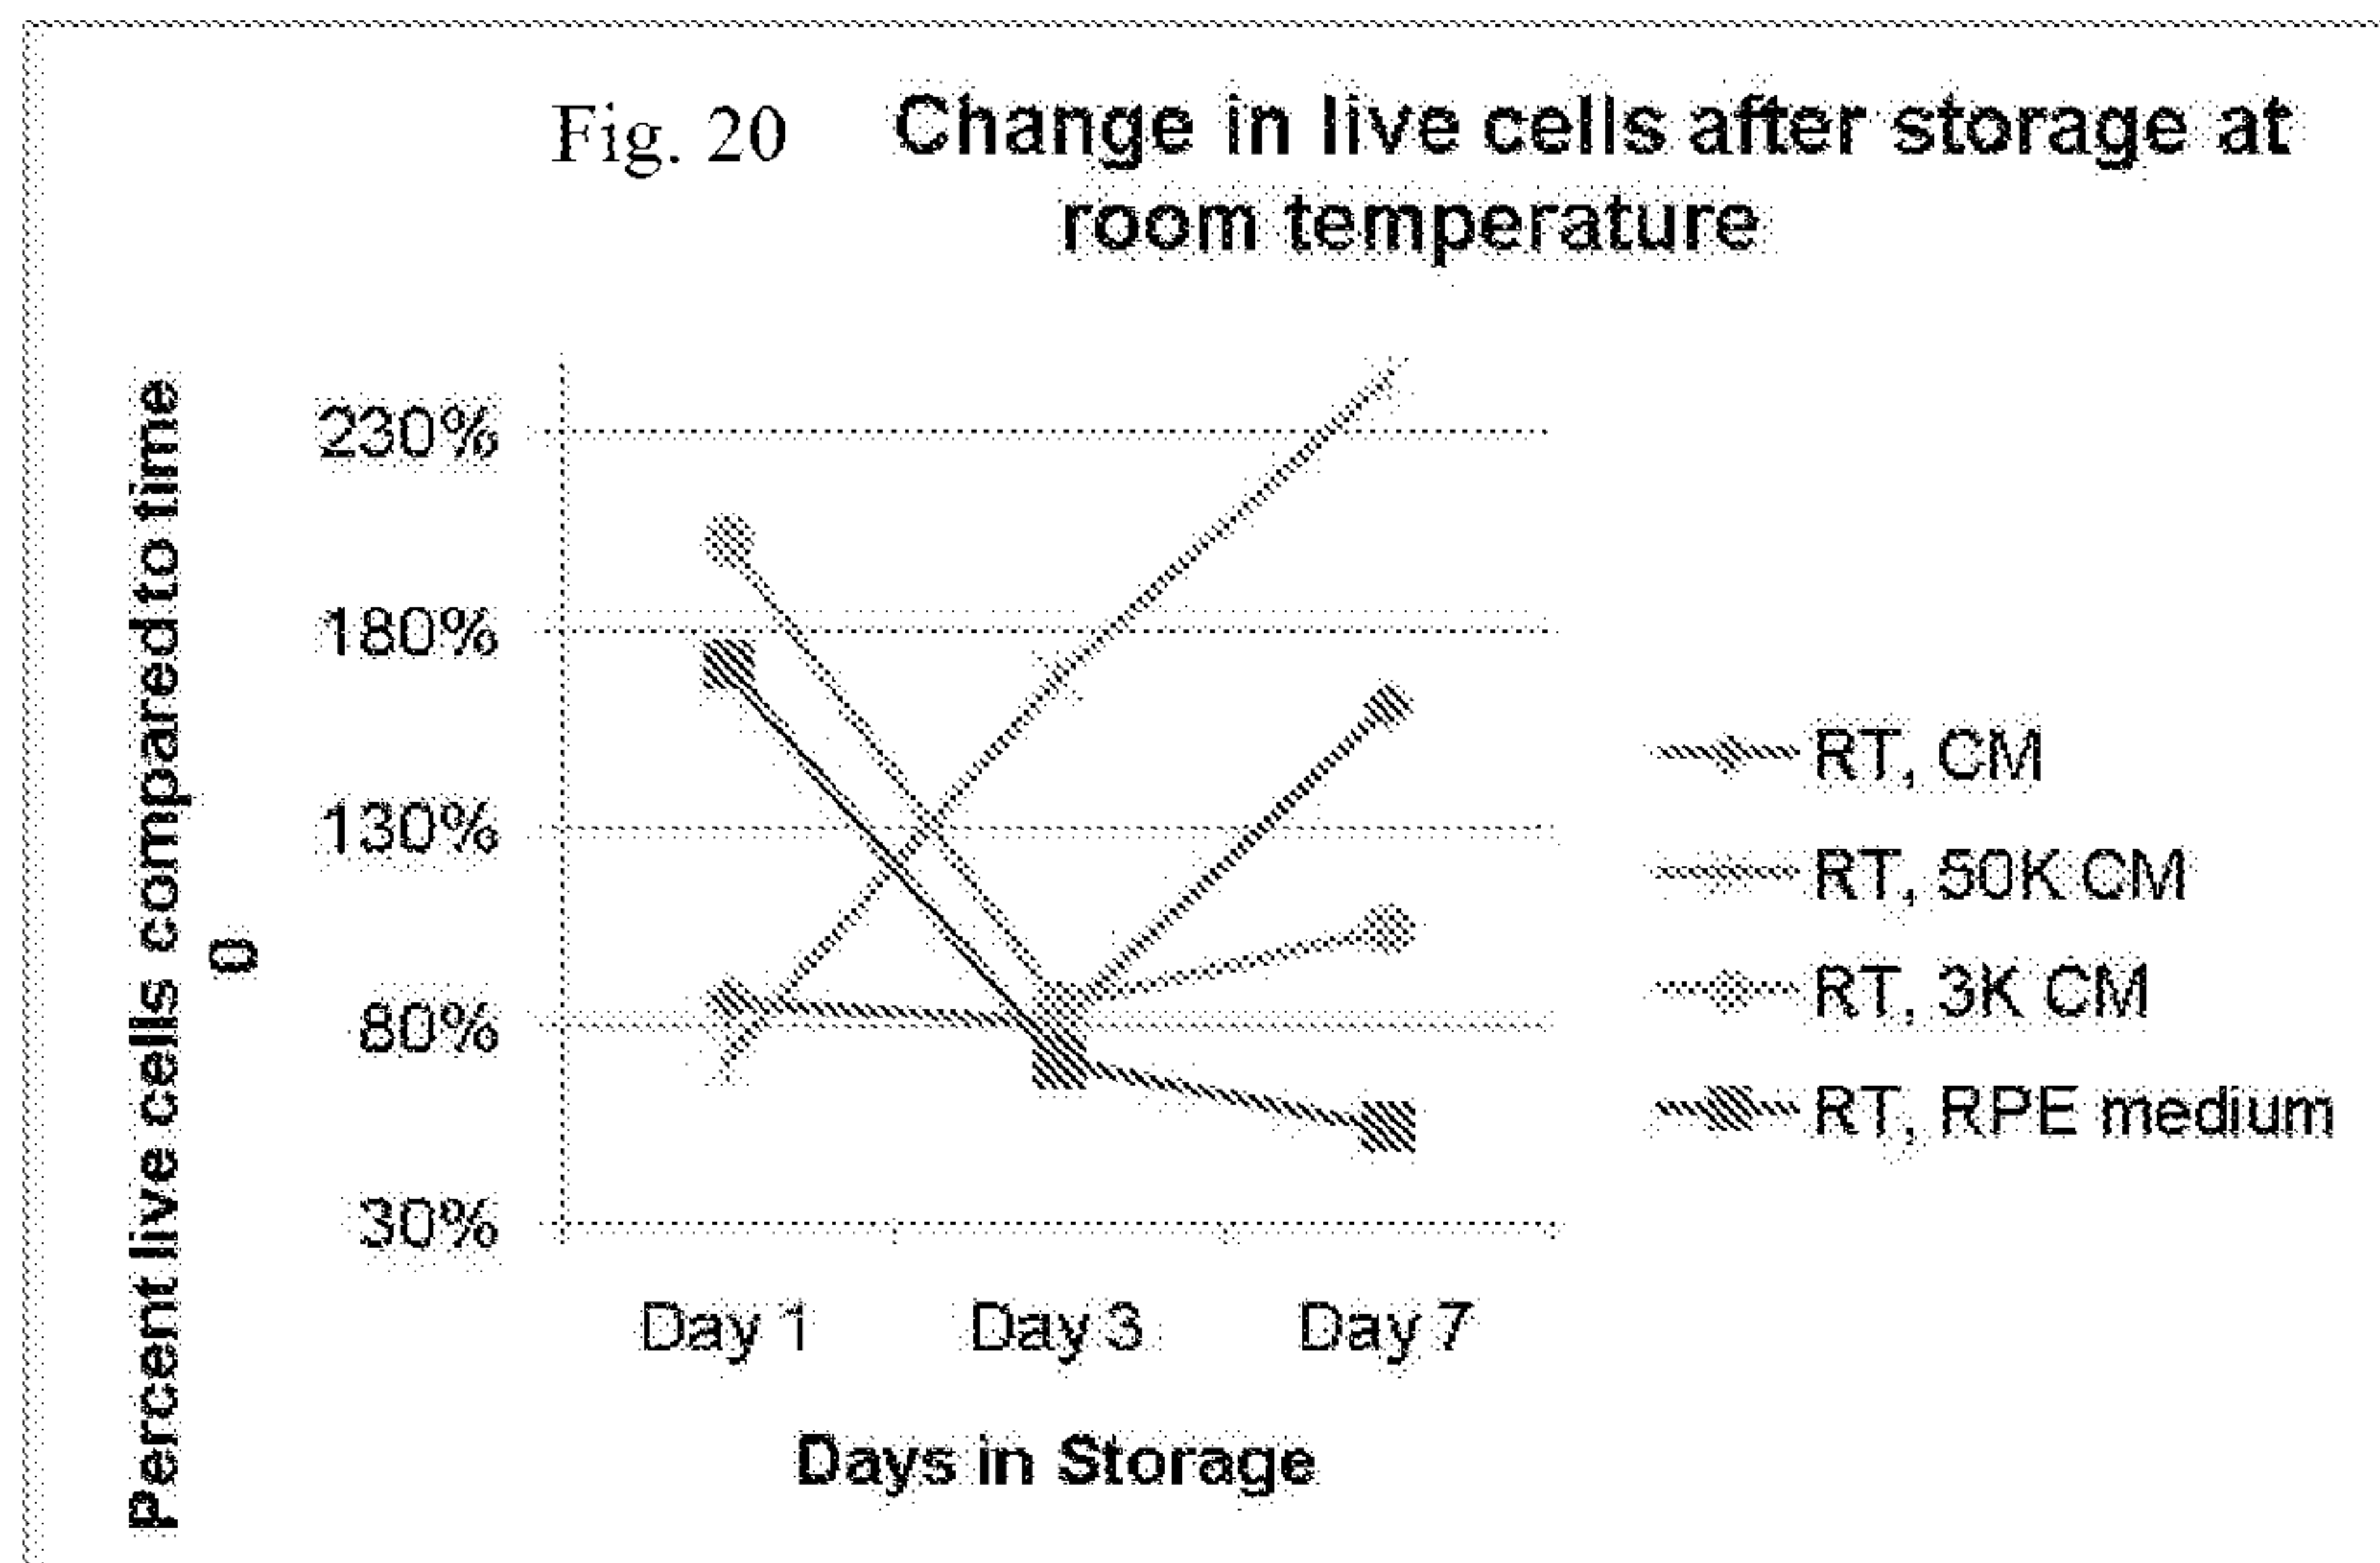 Fig. 20 Change in live cells after storage at
room temperature
Percent live cells compared to time
0
230%
180%
130%
80%
30%
Day 1 Day 3 Day 7
Days in Storage
RT, CM
RT, 50K CM
RT, 3K CM
RT, RPE medium